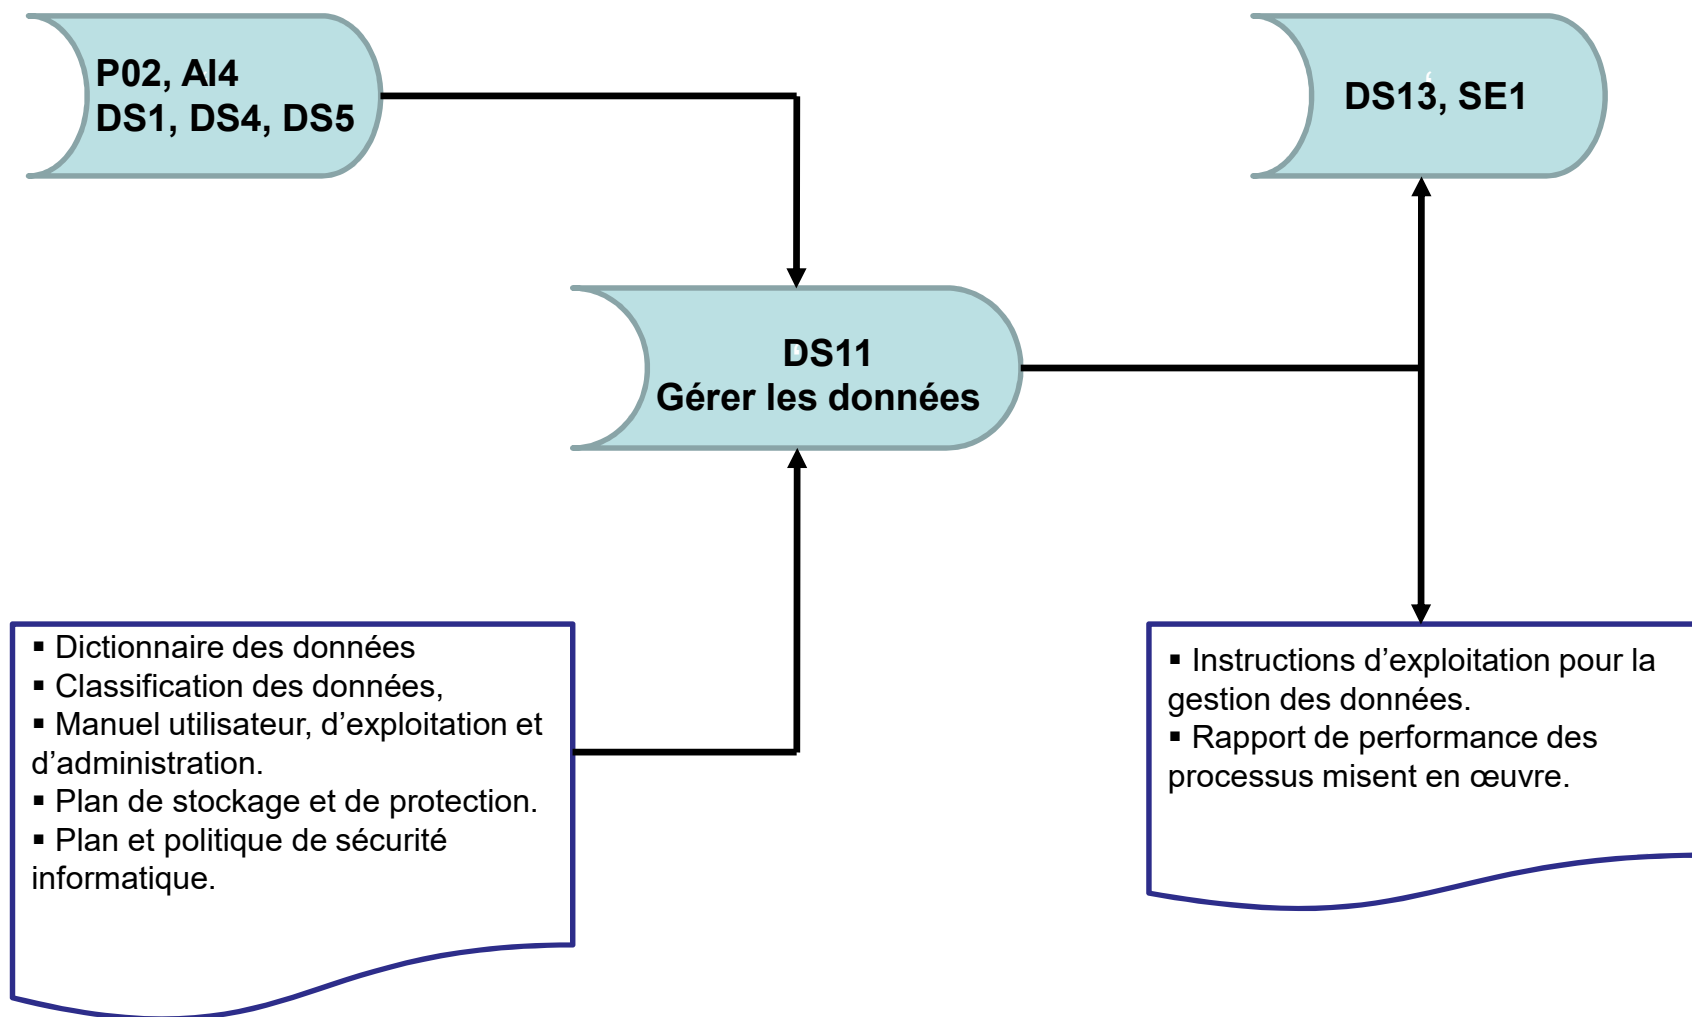 P02, AI4
DS1, DS4, DS5
DS13, SE1
DS11
Gérer les données
▪ Dictionnaire des données
▪ Classification des données,
▪ Manuel utilisateur, d’exploitation et
d’administration.
▪ Plan de stockage et de protection.
▪ Plan et politique de sécurité
informatique.
▪ Instructions d’exploitation pour la
gestion des données.
▪ Rapport de performance des
processus misent en œuvre.